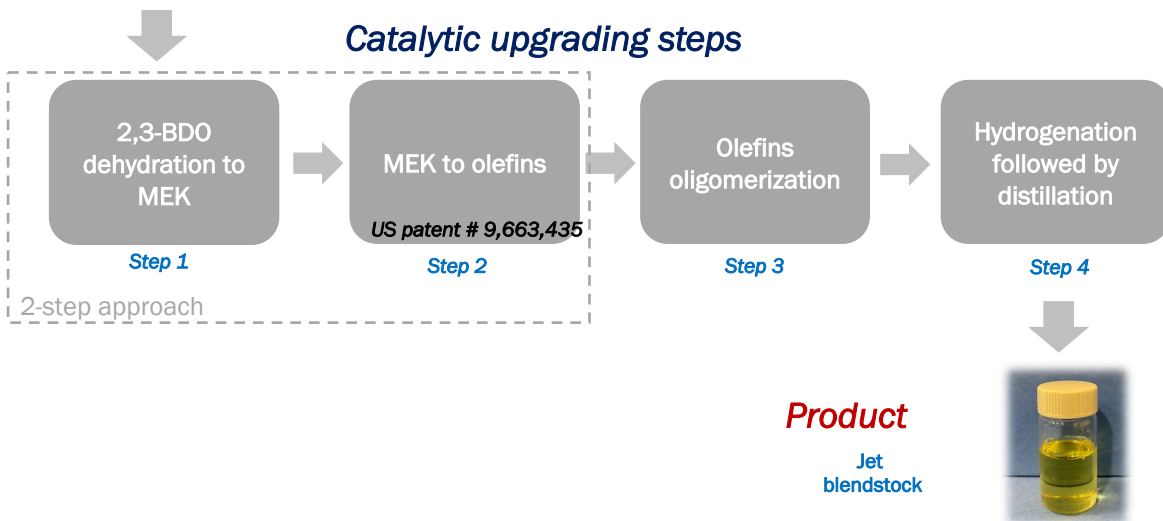 Catalytic upgrading steps
2,3-BDO
dehydration to
MEK
MEK to olefins
US patent # 9,663,435
Olefins
oligomerization
Hydrogenation
followed by
distillation
Step 1
Step 2
Step 3
Step 4
2-step approach
Product
Jet
blendstock